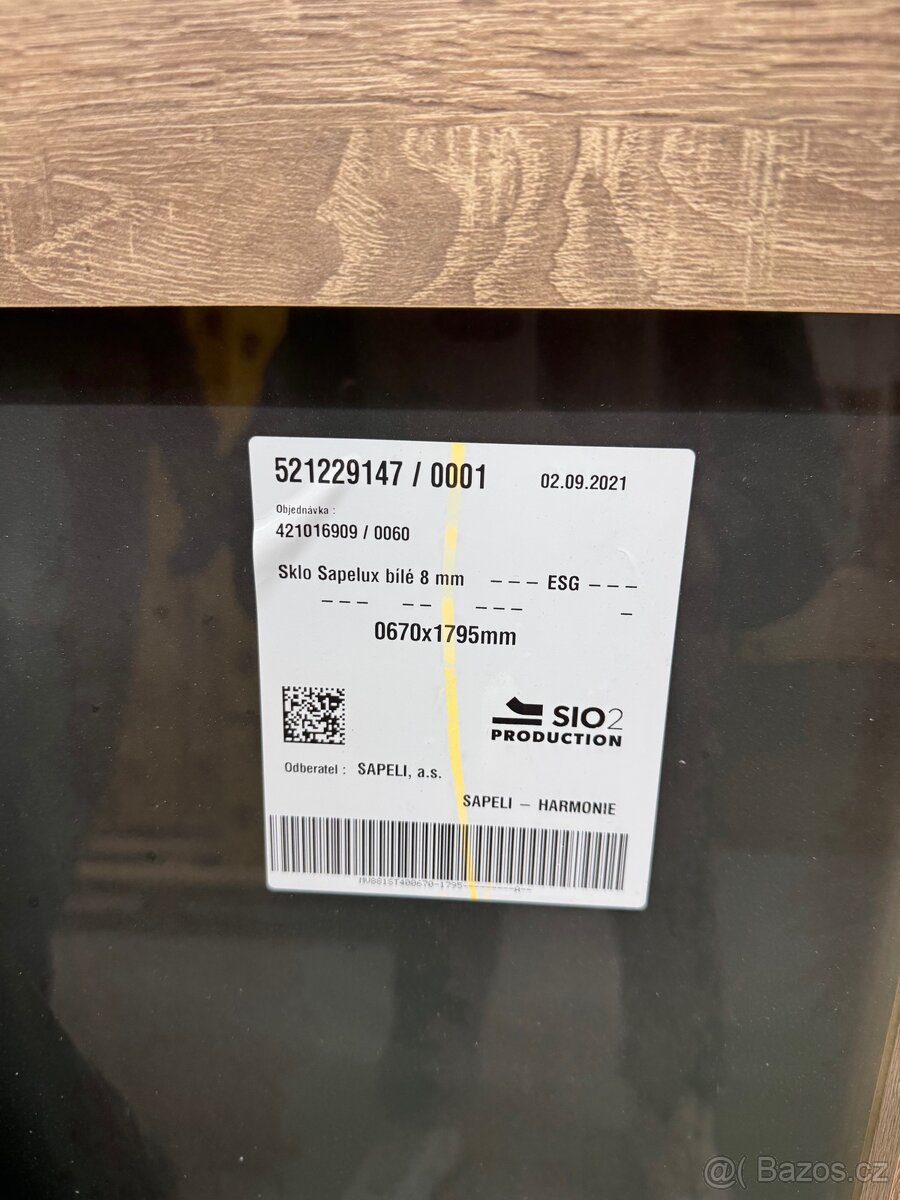 521229147 / 0001 02.09.2021
Objednávka :
421016909 / 0060
Sklo Sapelux bílé 8 mm - - - ESG - - -
- - - - - - - - -
0670x1795mm
SIO2
PRODUCTION
Odberatel : SAPELI, a.s.
SAPELI – HARMONIE
@( Bazos.cz